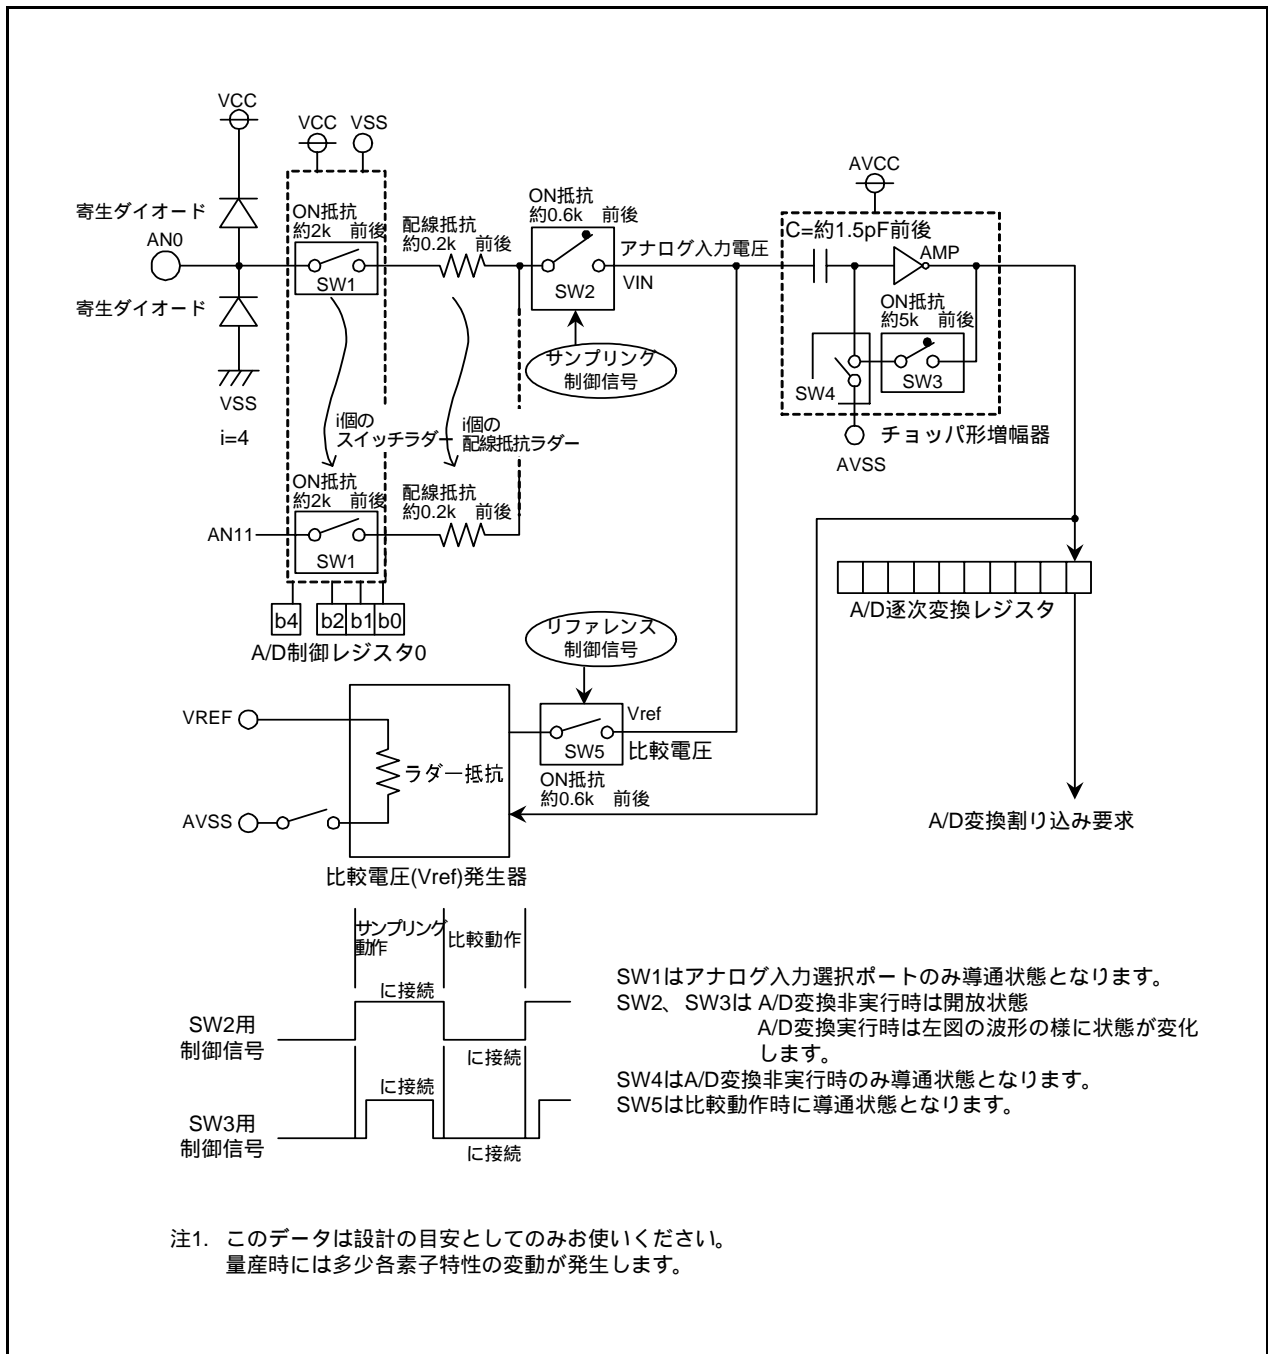 VCC
VCC
VSS
寄生ダイオード
AN0
寄生ダイオード
VSS
i=4
ON抵抗
約2k 前後
SW1
配線抵抗
約0.2k 前後
ON抵抗
約0.6k 前後
SW2
アナログ入力電圧
VIN
サンプリング
制御信号
AVCC
C=約1.5pF前後
AMP
ON抵抗
約5k 前後
SW3
SW4
AVSS
チョッパ形増幅器
i個の
スイッチラダー
i個の
配線抵抗ラダー
ON抵抗
約2k 前後
AN11
SW1
配線抵抗
約0.2k 前後
b4 b2 b1 b0
A/D制御レジスタ0
A/D逐次変換レジスタ
リファレンス
制御信号
VREF
ラダー抵抗
AVSS
SW5
Vref
比較電圧
ON抵抗
約0.6k 前後
A/D変換割り込み要求
比較電圧(Vref)発生器
サンプリング
動作
比較動作
に接続
SW2用
制御信号
に接続
に接続
SW3用
制御信号
に接続
SW1はアナログ入力選択ポートのみ導通状態となります。
SW2、SW3は A/D変換非実行時は開放状態
A/D変換実行時は左図の波形の様に状態が変化
します。
SW4はA/D変換非実行時のみ導通状態となります。
SW5は比較動作時に導通状態となります。
注1. このデータは設計の目安としてのみお使いください。
量産時には多少各素子特性の変動が発生します。